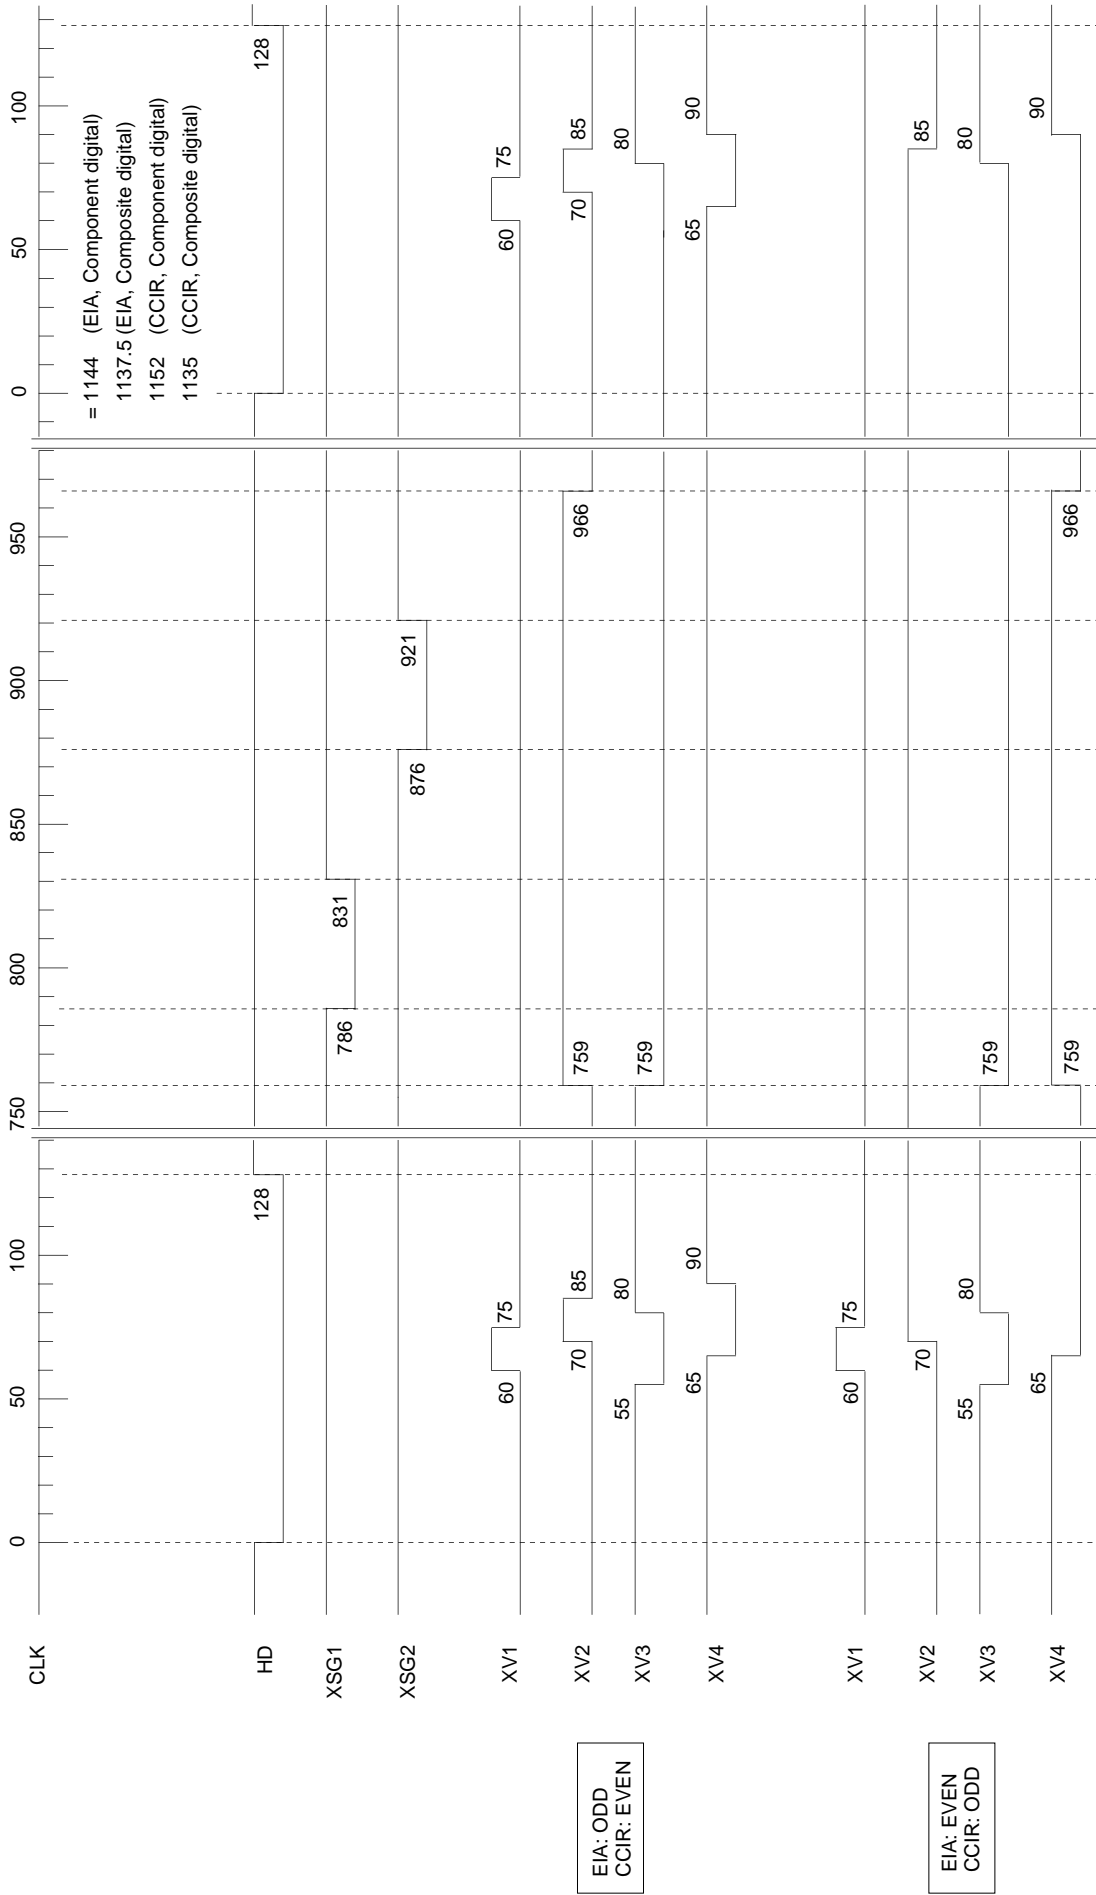 CLK
0
50
100
750
800
850
900
950
0
50
100
= 1144 (EIA, Component digital)
1137.5 (EIA, Composite digital)
1152 (CCIR, Component digital)
1135 (CCIR, Composite digital)
HD
128
128
XSG1
786
831
XSG2
876
921
EIA: ODD
CCIR: EVEN
XV1
60
75
60
75
XV2
70
85
759
966
70
85
XV3
55
80
759
80
XV4
65
90
65
90
EIA: EVEN
CCIR: ODD
XV1
60
75
XV2
70
85
XV3
55
80
759
80
XV4
65
759
966
90